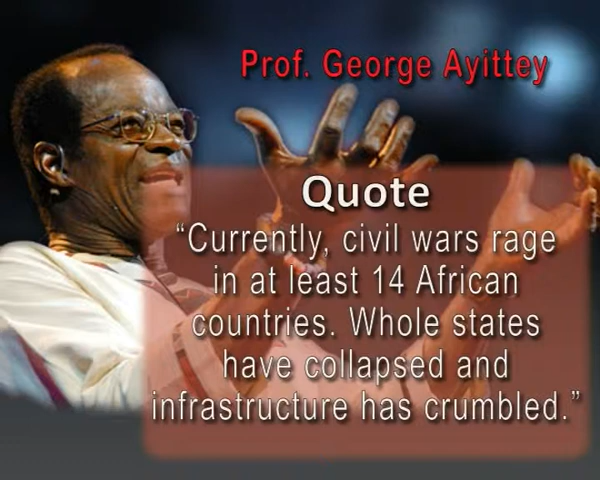 Prof. George Ayittey
Quote
“Currently, civil wars rage
in at least 14 African
countries. Whole states
have collapsed and
infrastructure has crumbled.”